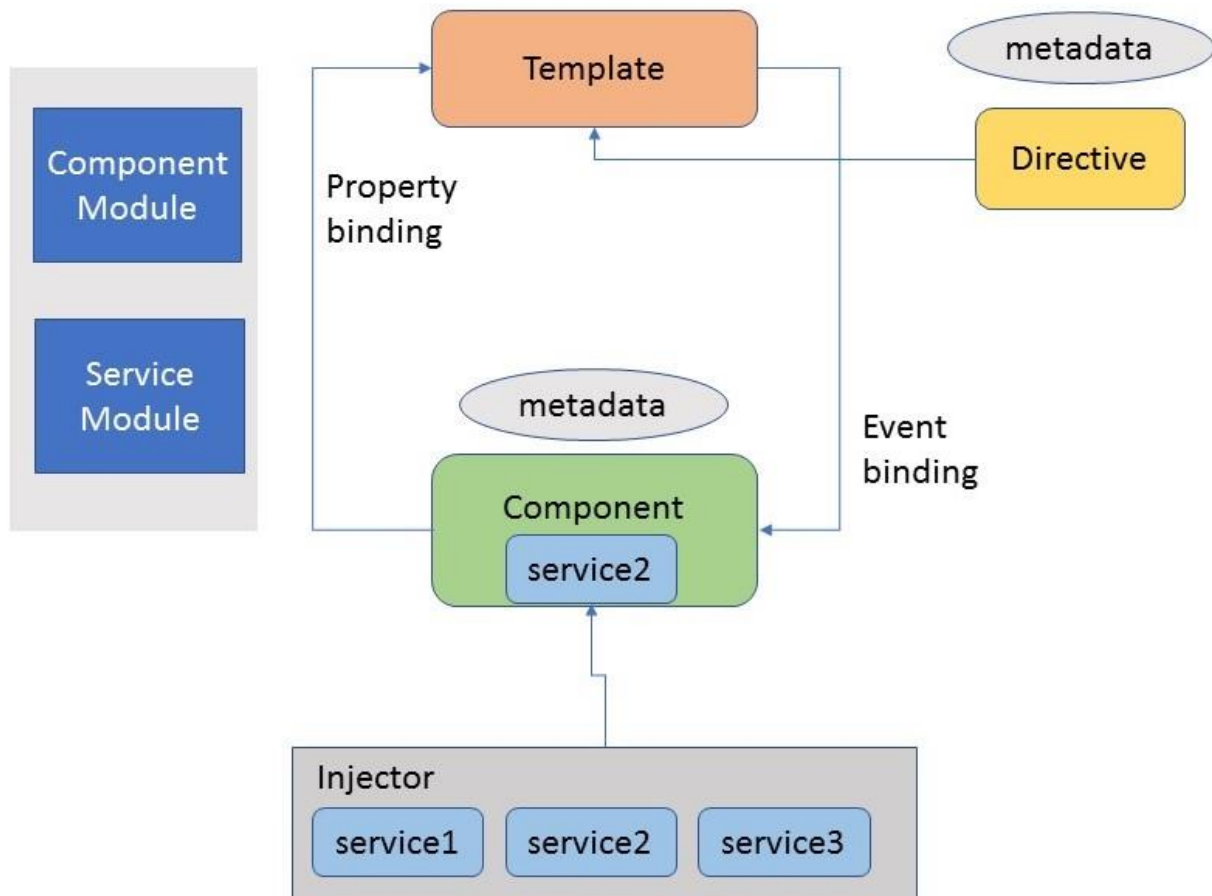 Template
metadata
Component
Module
Directive
Property
binding
Service
Module
metadata
Event
binding
Component
service2
Injector
service1
service2
service3